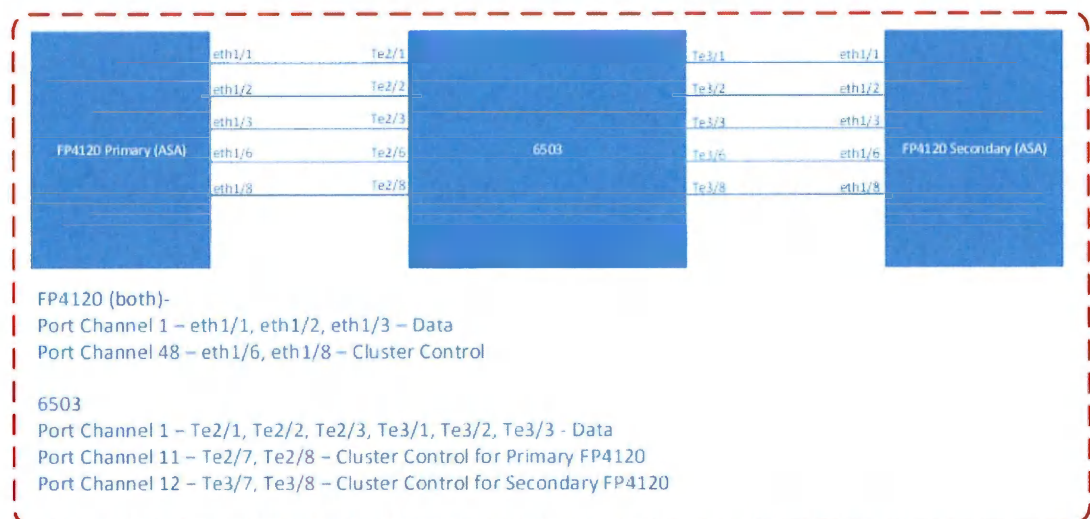 eth1/1 Te2/1 Te3/1 eth1/1
eth1/2 Te2/2 Te3/2 eth1/2
eth1/3 Te2/3 Te3/3 eth1/3
FP4120 Primary (ASA) 6503 FP4120 Secondary (ASA)
eth1/6 Te2/6 Te3/6 eth1/6
eth1/8 Te2/8 Te3/8 eth1/8
FP4120 (both)-
Port Channel 1 – eth1/1, eth1/2, eth1/3 – Data
Port Channel 48 – eth1/6, eth1/8 – Cluster Control
6503
Port Channel 1 – Te2/1, Te2/2, Te2/3, Te3/1, Te3/2, Te3/3 - Data
Port Channel 11 – Te2/7, Te2/8 – Cluster Control for Primary FP4120
Port Channel 12 – Te3/7, Te3/8 – Cluster Control for Secondary FP4120